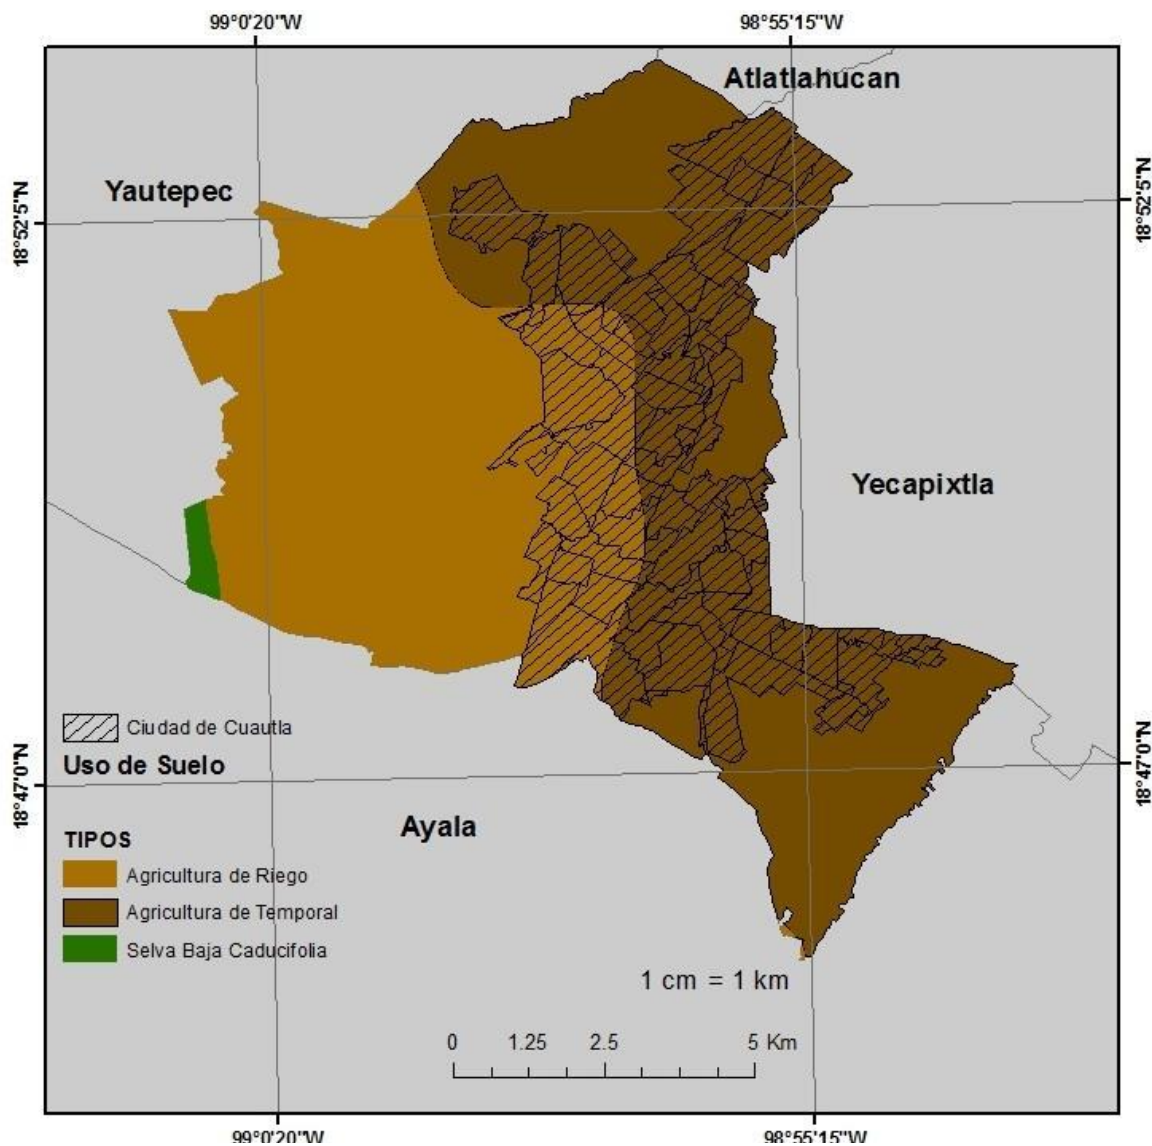 99°0'20"W
98°55'15"W
Atlatlahucan
Yautepec
18°52'5"N
18°52'5"N
Yecapixtla
Ciudad de Cuautla
Uso de Suelo
18°47'0"N
18°47'0"N
Ayala
TIPOS
Agricultura de Riego
Agricultura de Temporal
Selva Baja Caducifolia
1 cm = 1 km
0 1.25 2.5 5 Km
99°0'20"W
98°55'15"W